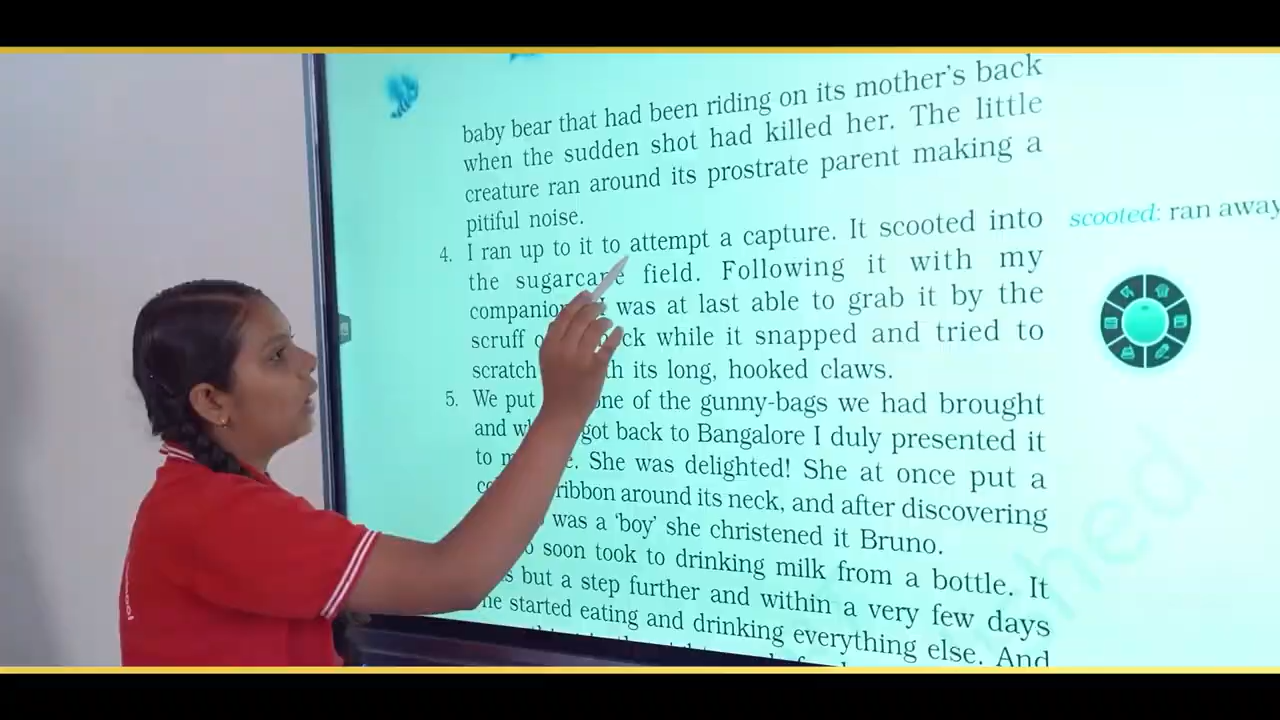 baby bear that had been riding on its mother's back
when the sudden shot had killed her. The little
creature ran around its prostrate parent making a
pitiful noise.
4. I ran up to it to attempt a capture. It scooted into
scooted: ran away
the sugarcane field. Following it with my
companion I was at last able to grab it by the
scruff ck while it snapped and tried to
scratch its long, hooked claws.
5. We put one of the gunny-bags we had brought
and got back to Bangalore I duly presented it
to She was delighted! She at once put a
ribbon around its neck, and after discovering
was a 'boy' she christened it Bruno.
soon took to drinking milk from a bottle. It
but a step further and within a very few days
he started eating and drinking everything else. And